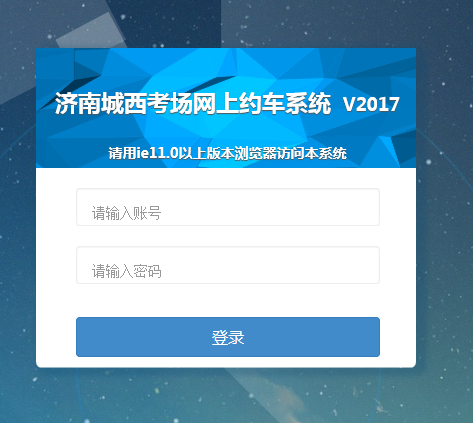 济南城西考场网上约车系统 V2017
请用ie11.0以上版本浏览器访问本系统
请输入账号
请输入密码
登录